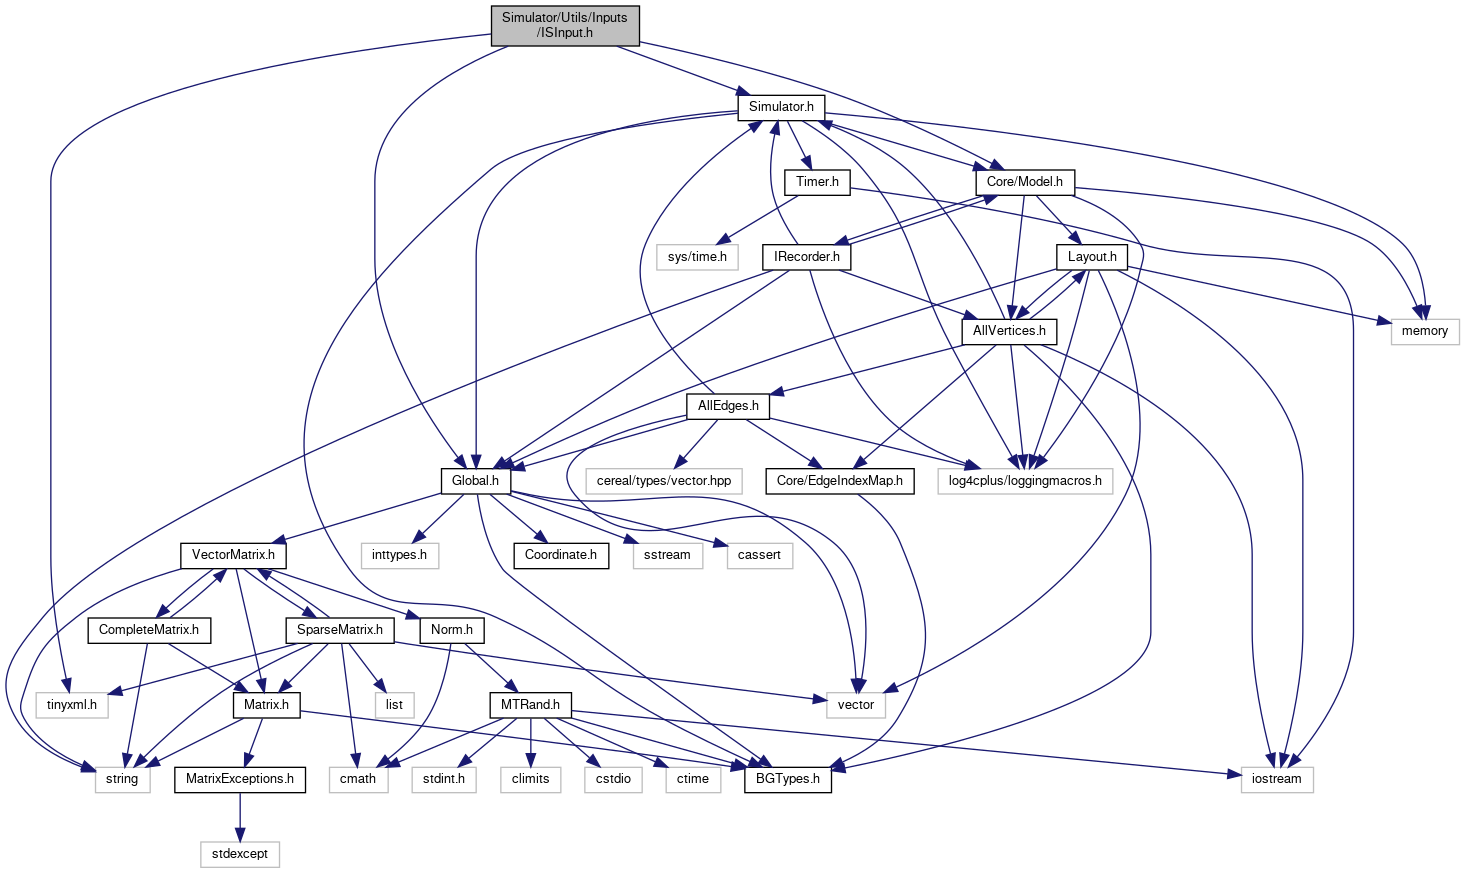 Simulator/Utils/Inputs
/ISInput.h
Simulator.h
Timer.h
Core/Model.h
sys/time.h
IRecorder.h
Layout.h
AllVertices.h
memory
AllEdges.h
Global.h
cereal/types/vector.hpp
Core/EdgeIndexMap.h
log4cplus/loggingmacros.h
VectorMatrix.h
inttypes.h
Coordinate.h
sstream
cassert
CompleteMatrix.h
SparseMatrix.h
Norm.h
tinyxml.h
Matrix.h
list
MTRand.h
vector
string
MatrixExceptions.h
cmath
stdint.h
climits
cstdio
ctime
BGTypes.h
iostream
stdexcept